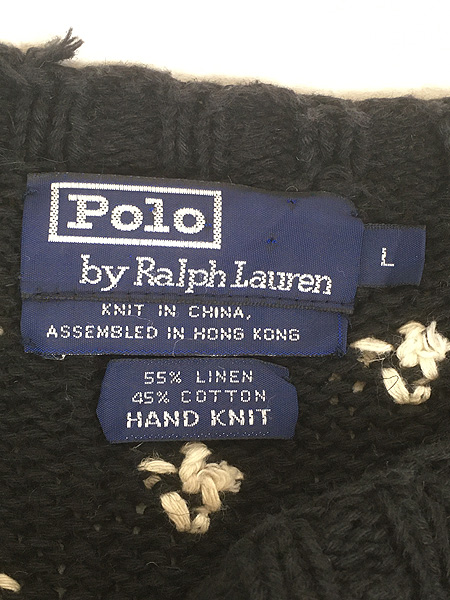 Polo
by Ralph Lauren
L
KNIT IN CHINA,
ASSEMBLED IN HONG KONG
55% LINEN
45% COTTON
HAND KNIT